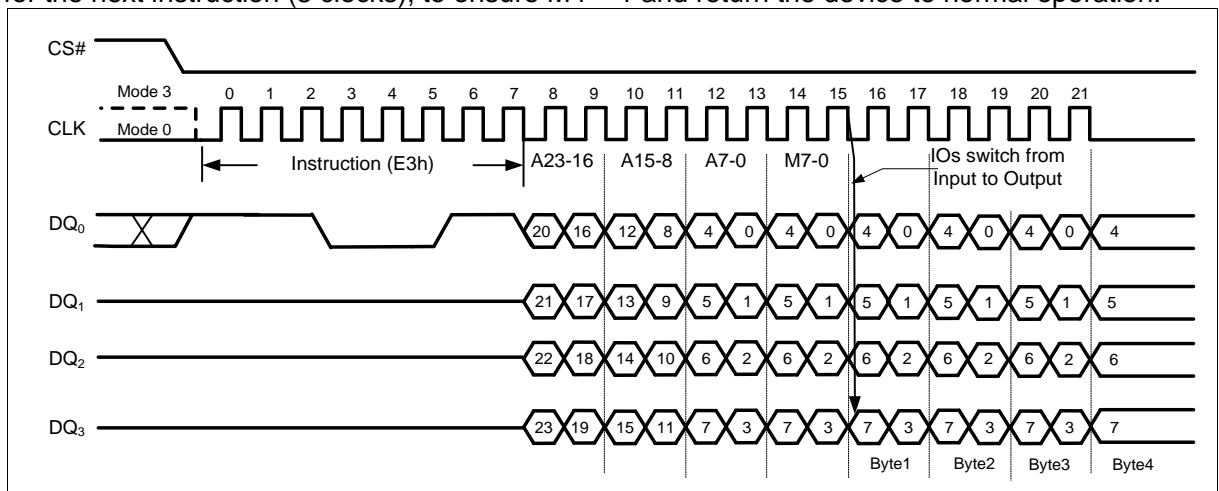 for the next instruction (8 clocks), to ensure M4 = 1 and return the device to normal operation.
CS#
Mode 3
0 1 2 3 4 5 6 7 8 9 10 11 12 13 14 15 16 17 18 19 20 21
CLK
Mode 0
Instruction (E3h)
A23-16 A15-8 A7-0 M7-0
IOs switch from
Input to Output
DQ0 20 16 12 8 4 0 4 0 4 0 4 0 4 0 4
DQ1 21 17 13 9 5 1 5 1 5 1 5 1 5 1 5
DQ2 22 18 14 10 6 2 6 2 6 2 6 2 6 2 6
DQ3 23 19 15 11 7 3 7 3 7 3 7 3 7 3 7
Byte1 Byte2 Byte3 Byte4